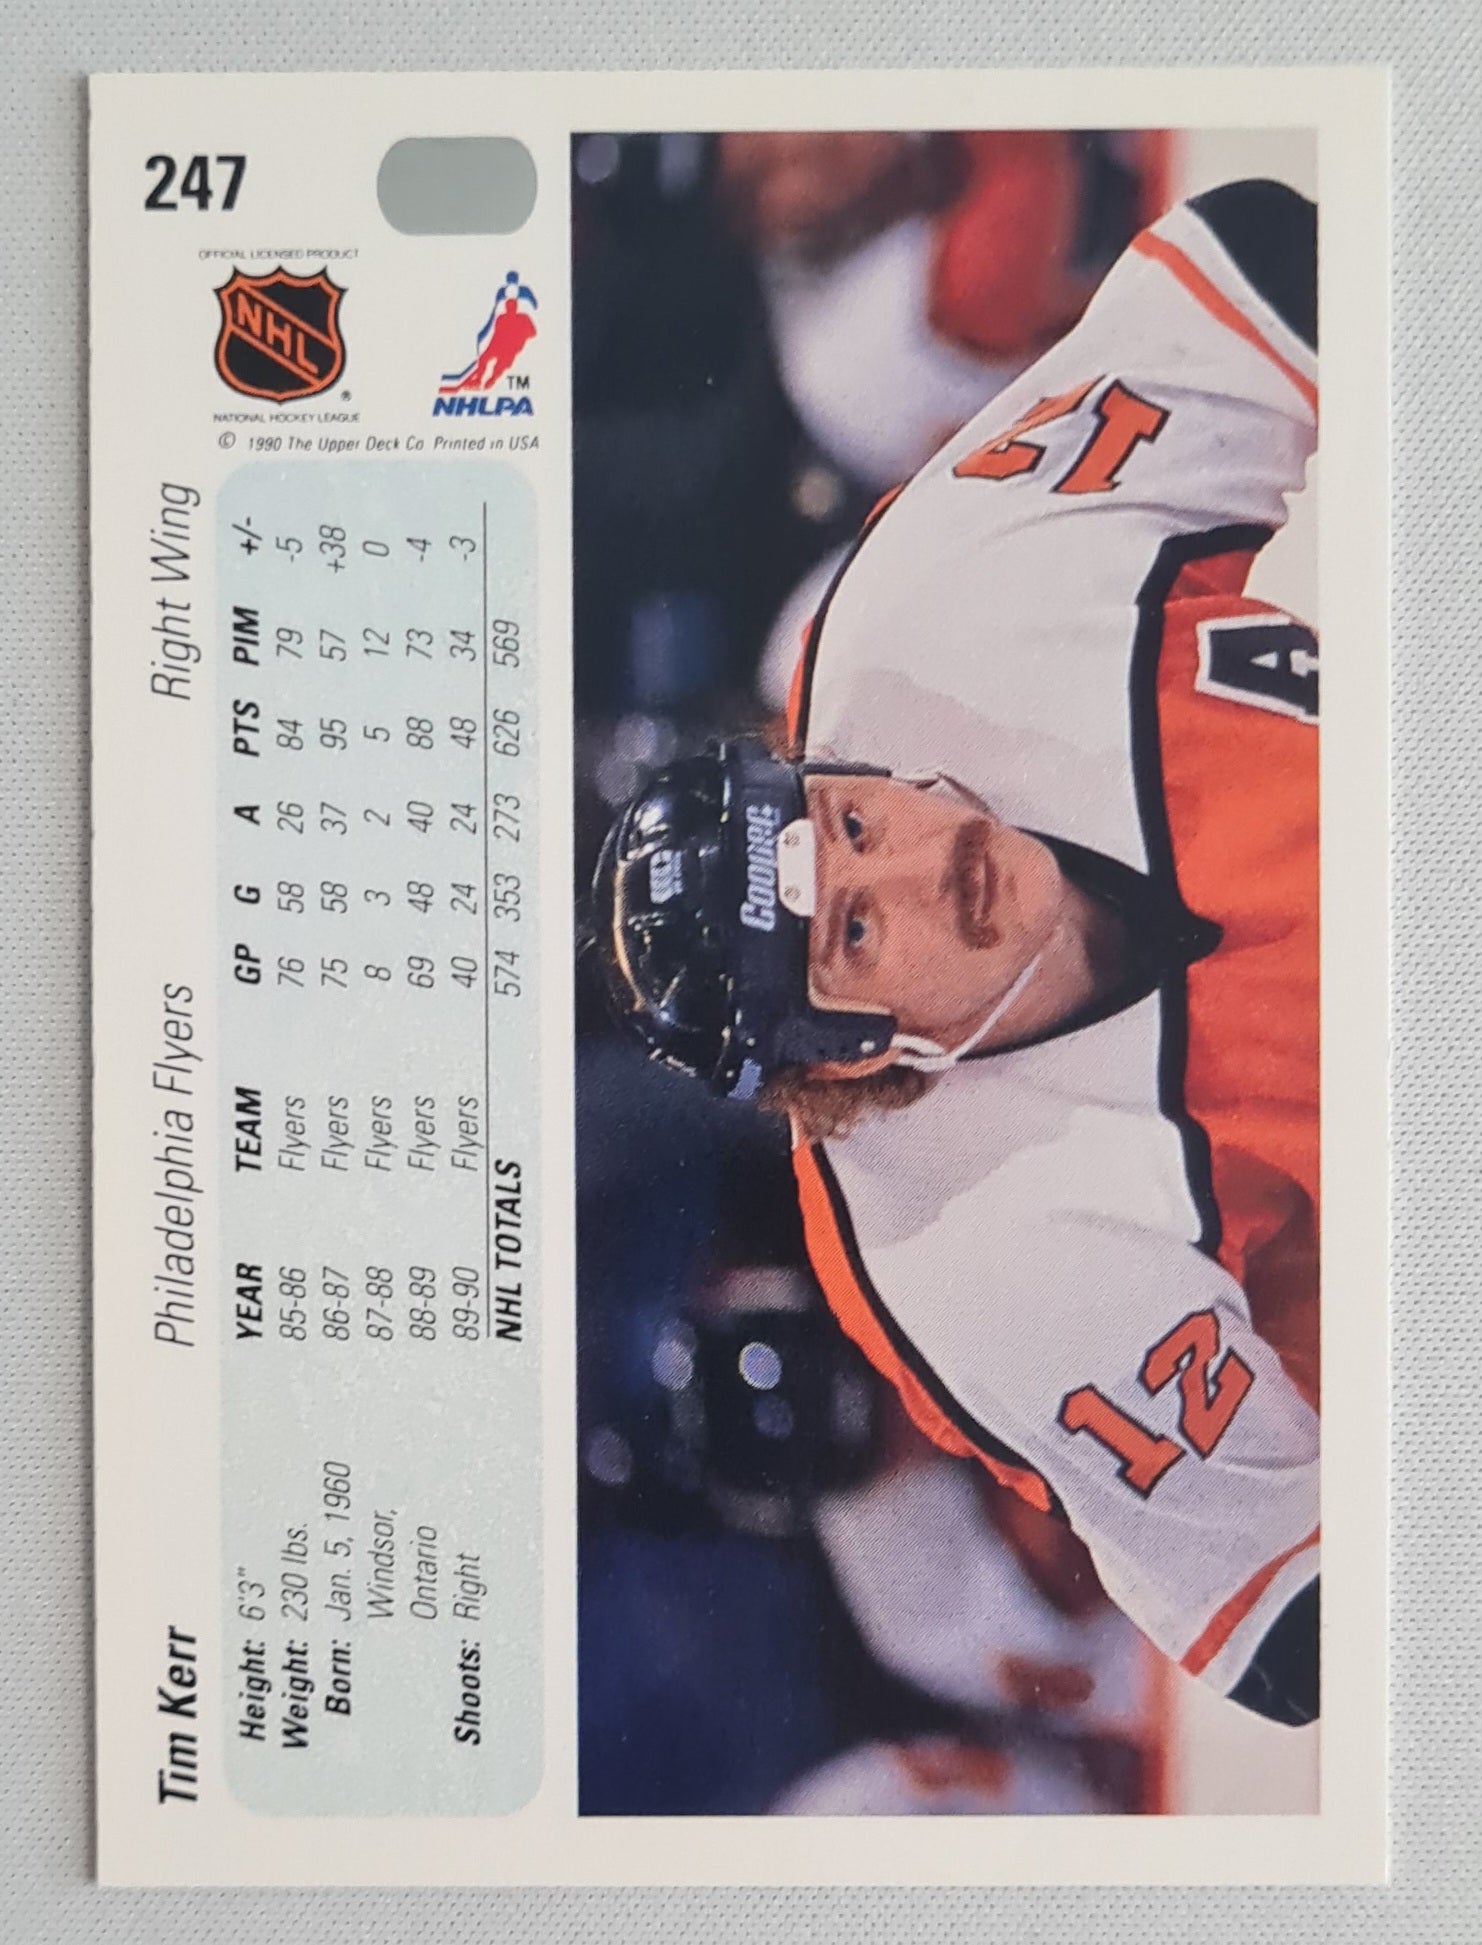 Tim Kerr Philadelphia Flyers Right Wing 247
Height: 6'3"
Weight: 230 lbs.
Born: Jan. 5, 1960
Windsor,
Ontario
Shoots: Right
YEAR TEAM GP G A PTS PIM +/-
85-86 Flyers 76 58 26 84 79 -5
86-87 Flyers 75 58 37 95 57 +38
87-88 Flyers 8 3 2 5 12 0
88-89 Flyers 69 48 40 88 73 -4
89-90 Flyers 40 24 24 48 34 -3
NHL TOTALS 574 353 273 626 569
© 1990 The Upper Deck Co. Printed in USA
OFFICIAL LICENSED PRODUCT
NHL
®
NATIONAL HOCKEY LEAGUE
TM
NHLPA
Cooper
12
12
A